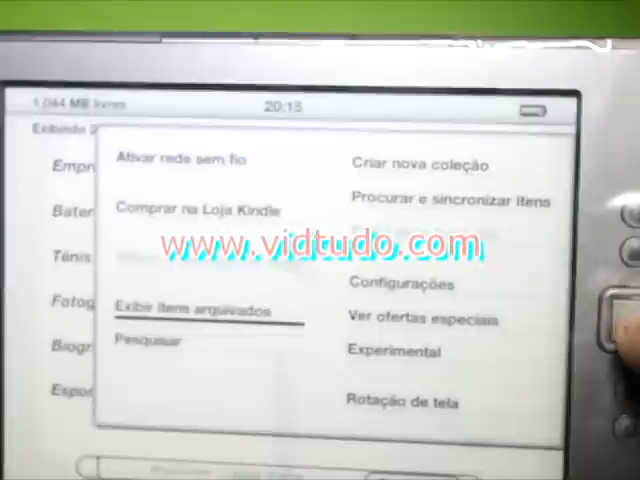 1,044 MB livres
20:15
Exibindo
Ativar rede sem fio
Comprar na Loja Kindle
Exibir itens arquivados
Pesquisar
Criar nova coleção
Procurar e sincronizar itens
Configurações
Ver ofertas especiais
Experimental
Rotação de tela
Empr
Bater
Tênis
Fotog
Biogr
Espor
www.vidtudo.com